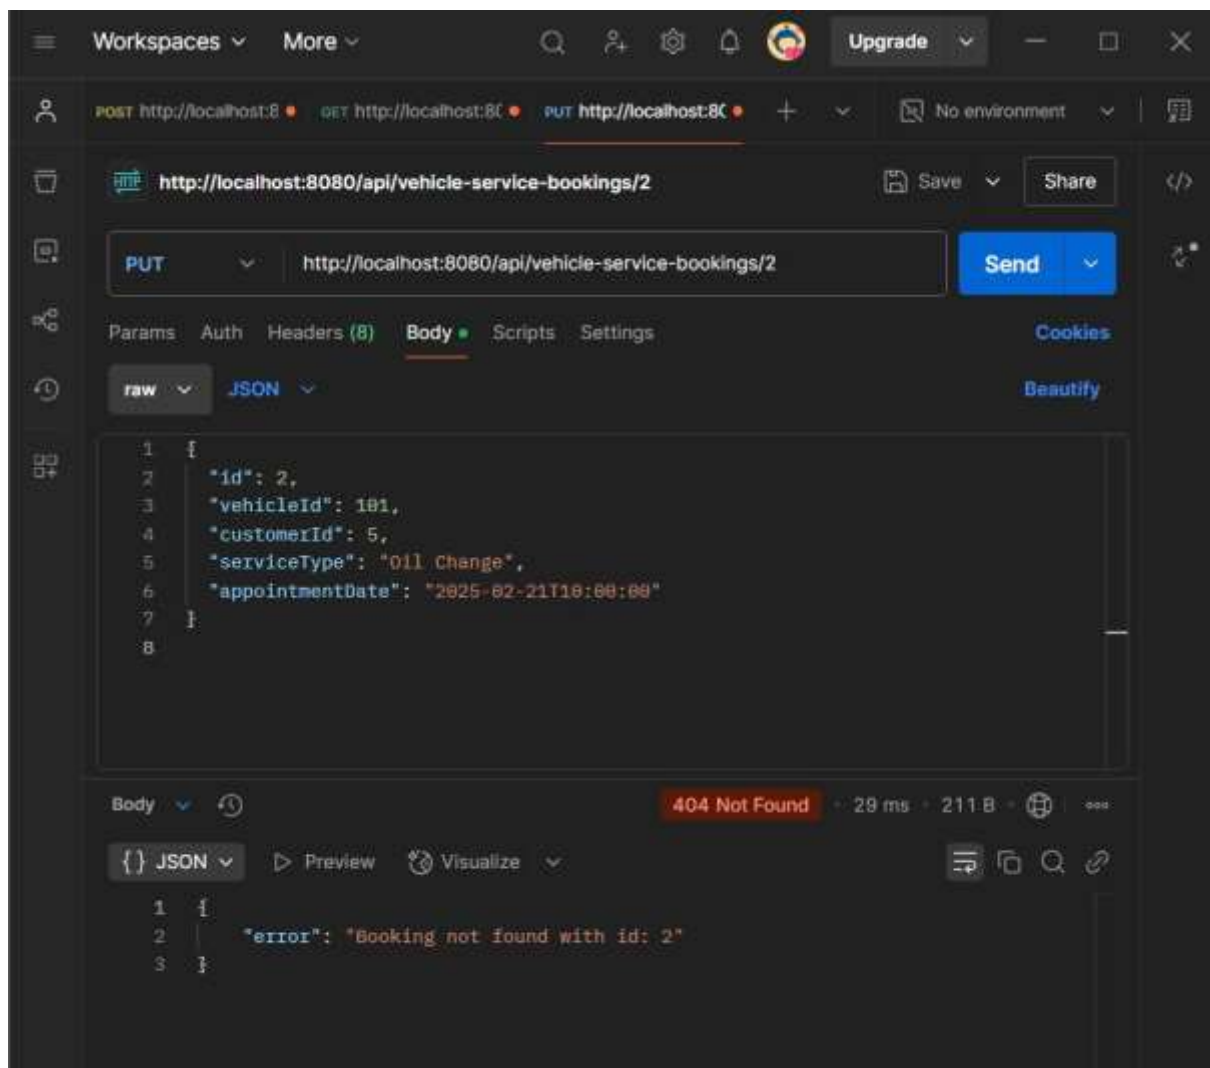 Workspaces More Upgrade
POST http://localhost:8 GET http://localhost:80 PUT http://localhost:80 No environment
HTTP http://localhost:8080/api/vehicle-service-bookings/2 Save Share
PUT http://localhost:8080/api/vehicle-service-bookings/2 Send
Params Auth Headers (8) Body Scripts Settings Cookies
raw JSON Beautify
1 {
2 "id": 2,
3 "vehicleId": 101,
4 "customerId": 5,
5 "serviceType": "Oil Change",
6 "appointmentDate": "2025-02-21T10:00:00"
7 }
8
Body 404 Not Found 29 ms 211 B
{} JSON Preview Visualize
1 {
2 "error": "Booking not found with id: 2"
3 }